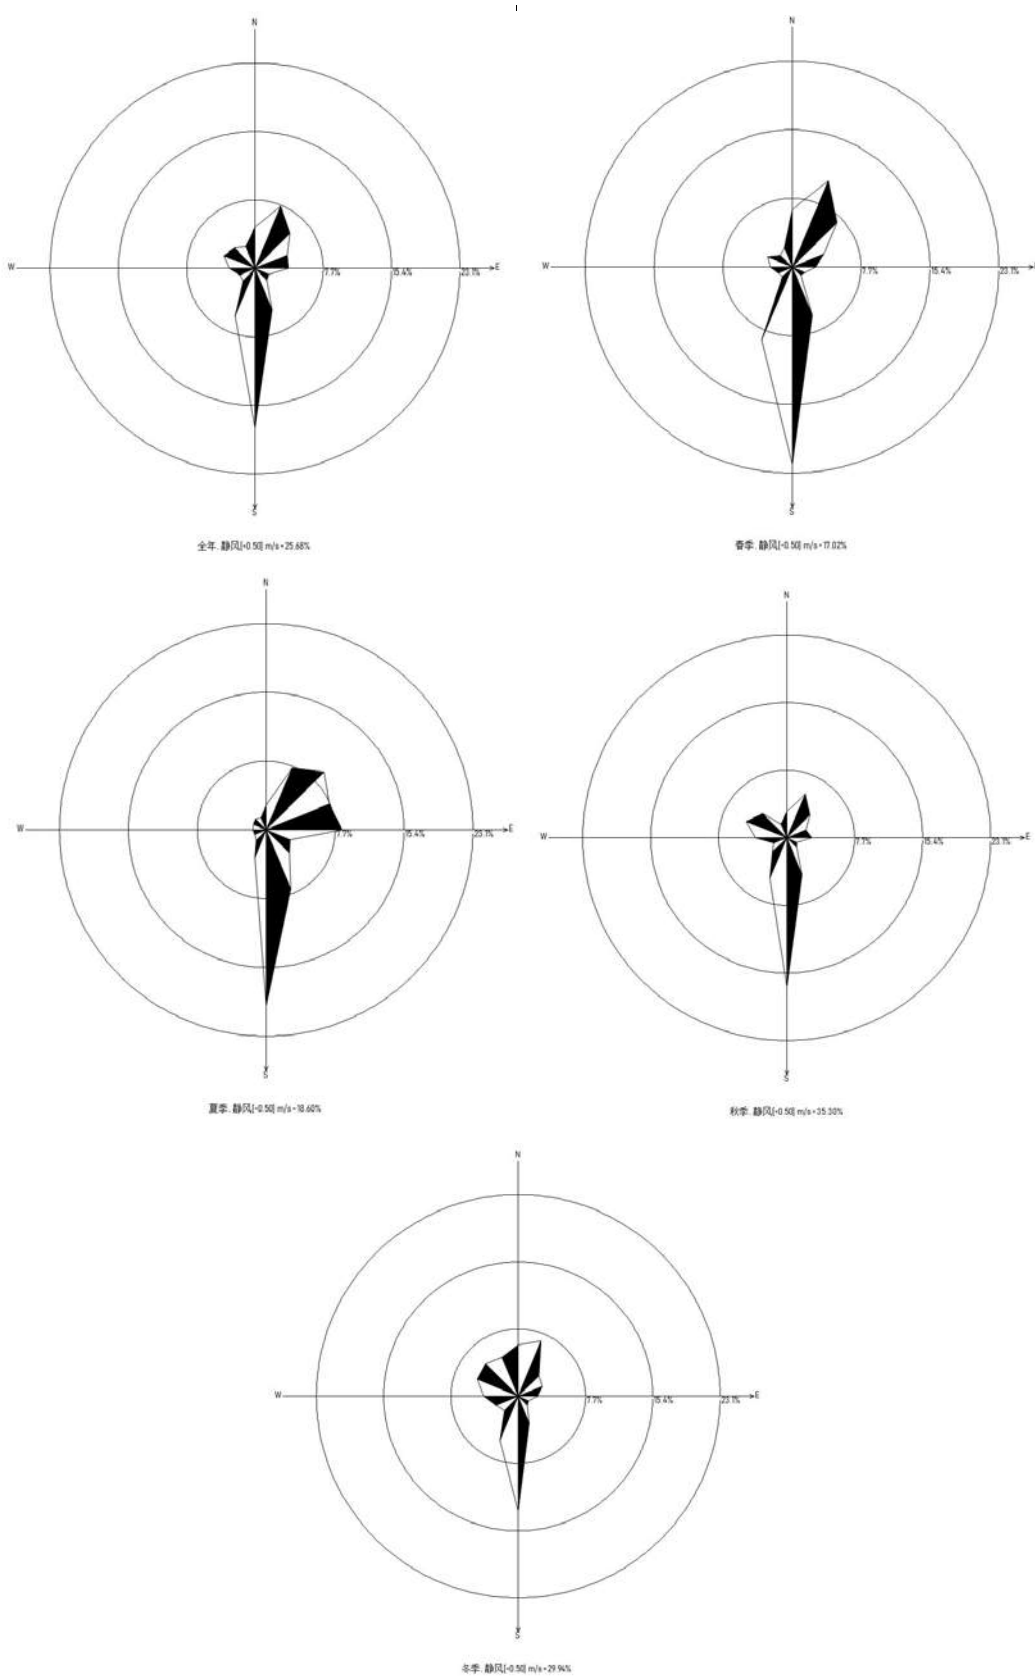 N
W
7.7%
15.4%
23.1%
E
S
全年.静风[<0.50] m/s=25.68%
N
W
7.7%
15.4%
23.1%
E
S
春季.静风[<0.50] m/s=17.02%
N
W
7.7%
15.4%
23.1%
E
S
夏季.静风[<0.50] m/s=18.60%
N
W
7.7%
15.4%
23.1%
E
S
秋季.静风[<0.50] m/s=35.30%
N
W
7.7%
15.4%
23.1%
E
S
冬季.静风[<0.50] m/s=29.94%